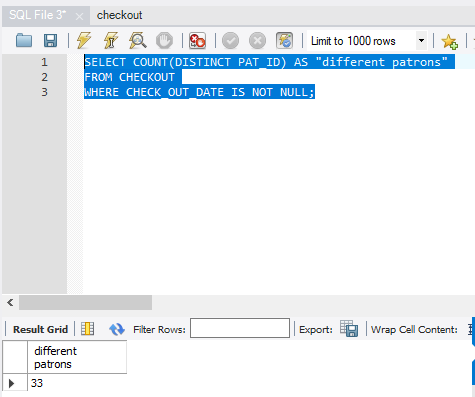 SQL File 3* checkout
Limit to 1000 rows
1 SELECT COUNT(DISTINCT PAT_ID) AS "different patrons"
2 FROM CHECKOUT
3 WHERE CHECK_OUT_DATE IS NOT NULL;
Result Grid Filter Rows: Export: Wrap Cell Content:
different
patrons
33